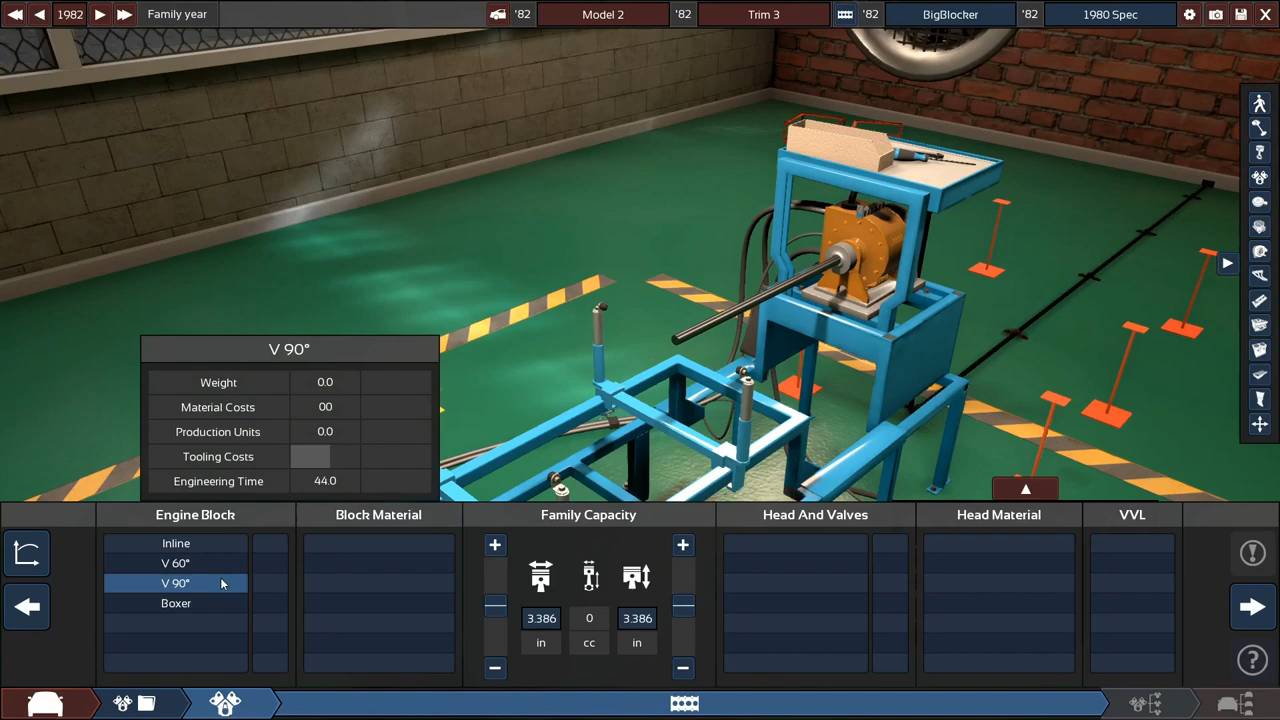 1982 Family year '82 Model 2 '82 Trim 3 '82 BigBlocker '82 1980 Spec
V 90°
Weight 0.0
Material Costs 00
Production Units 0.0
Tooling Costs
Engineering Time 44.0
Engine Block Block Material Family Capacity Head And Valves Head Material VVL
Inline
V 60°
V 90°
Boxer
3.386 0 3.386
in cc in